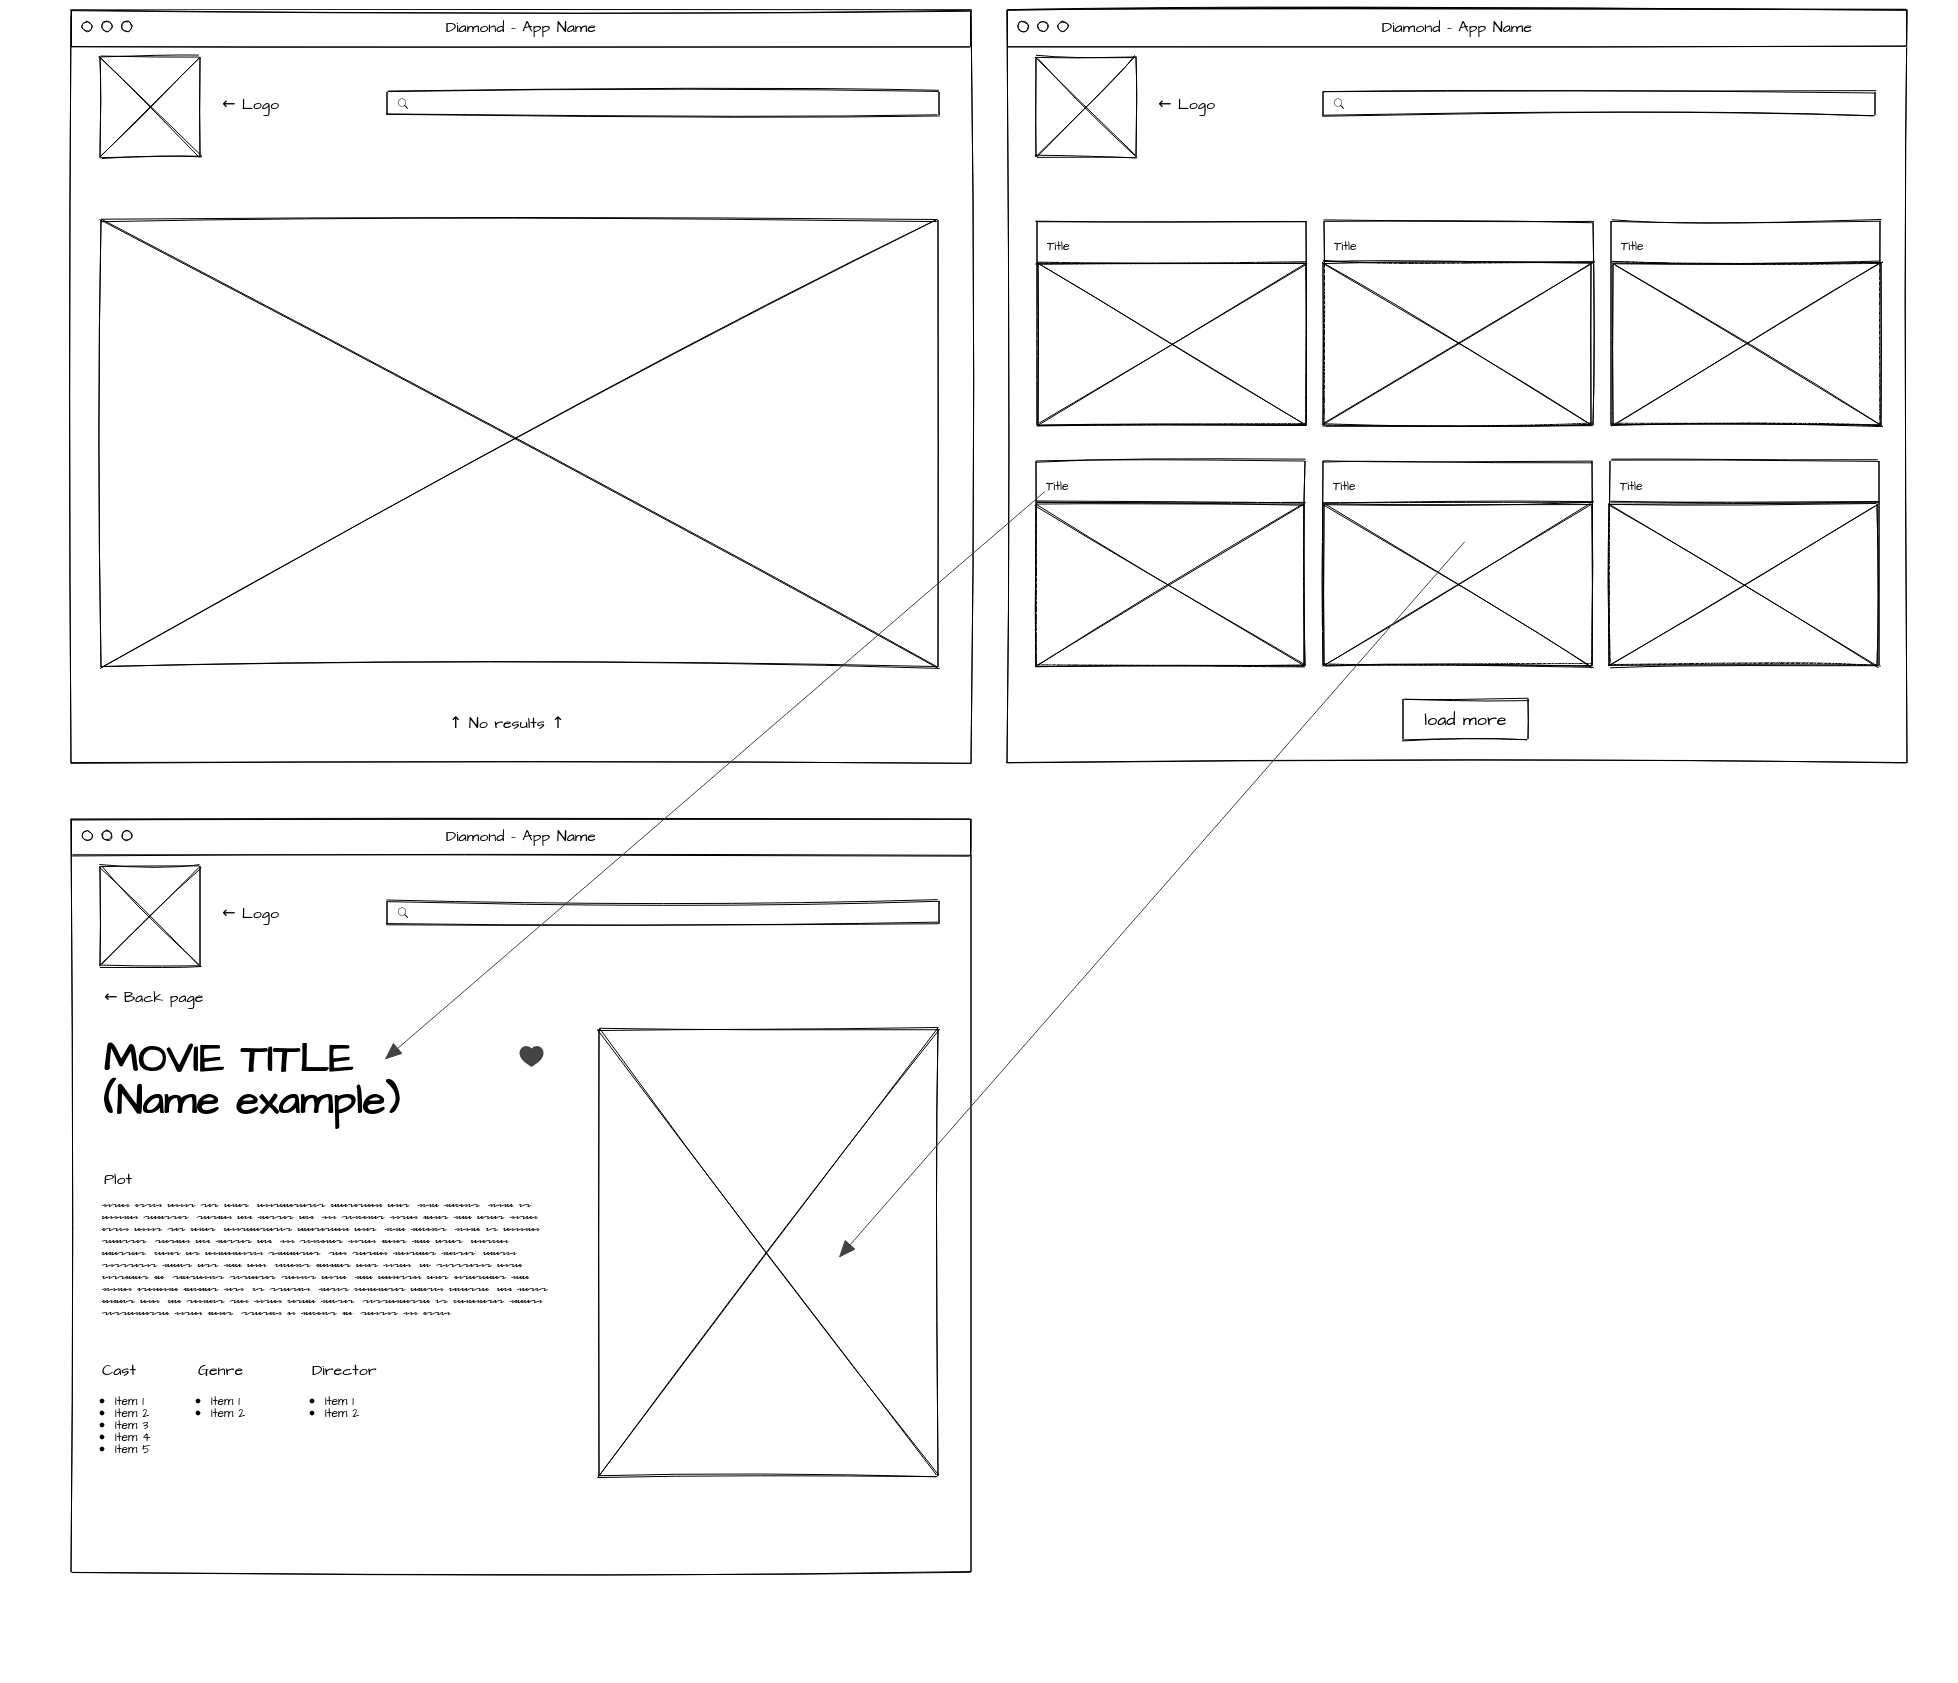 Diamond - App Name
← Logo
↑ No results ↑
Diamond - App Name
← Logo
Title
Title
Title
Title
Title
Title
load more
Diamond - App Name
← Logo
← Back page
MOVIE TITLE
(Name example)
Plot
Cast
Item 1
Item 2
Item 3
Item 4
Item 5
Genre
Item 1
Item 2
Director
Item 1
Item 2